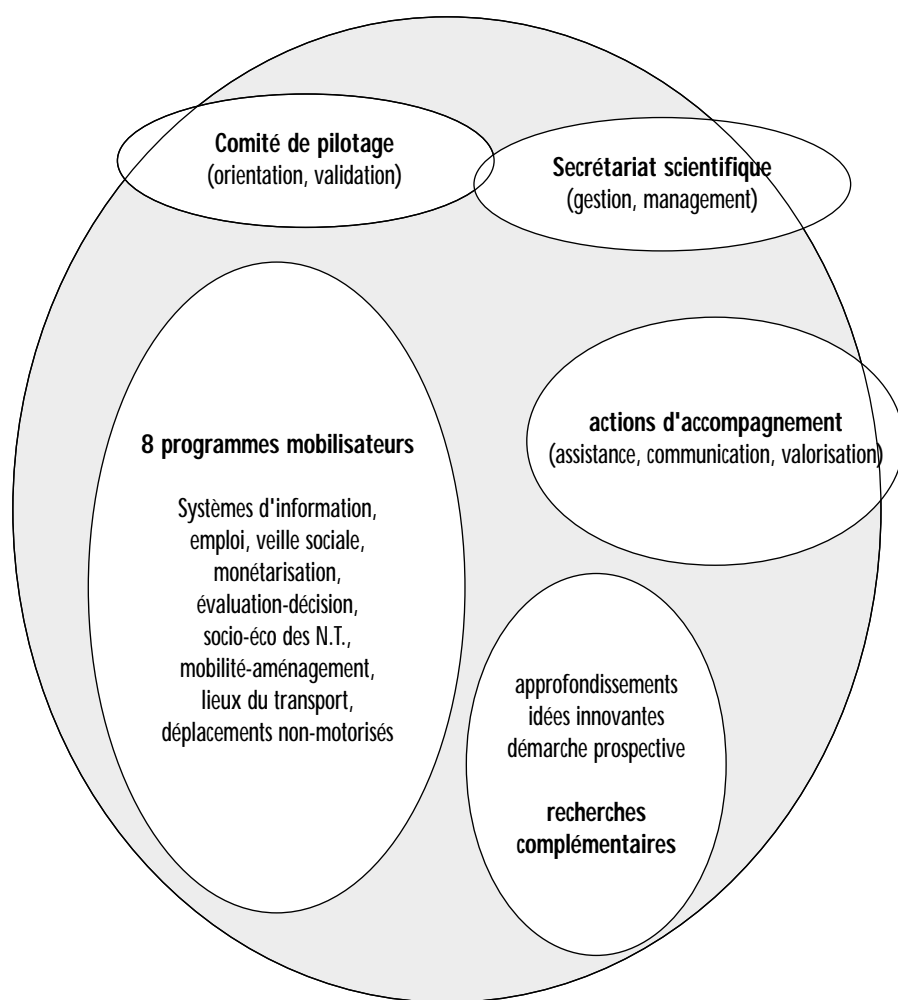 Comité de pilotage
(orientation, validation)
Secrétariat scientifique
(gestion, management)
actions d'accompagnement
(assistance, communication, valorisation)
8 programmes mobilisateurs
Systèmes d'information,
emploi, veille sociale,
monétarisation,
évaluation-décision,
socio-éco des N.T.,
mobilité-aménagement,
lieux du transport,
déplacements non-motorisés
approfondissements
idées innovantes
démarche prospective
recherches
complémentaires